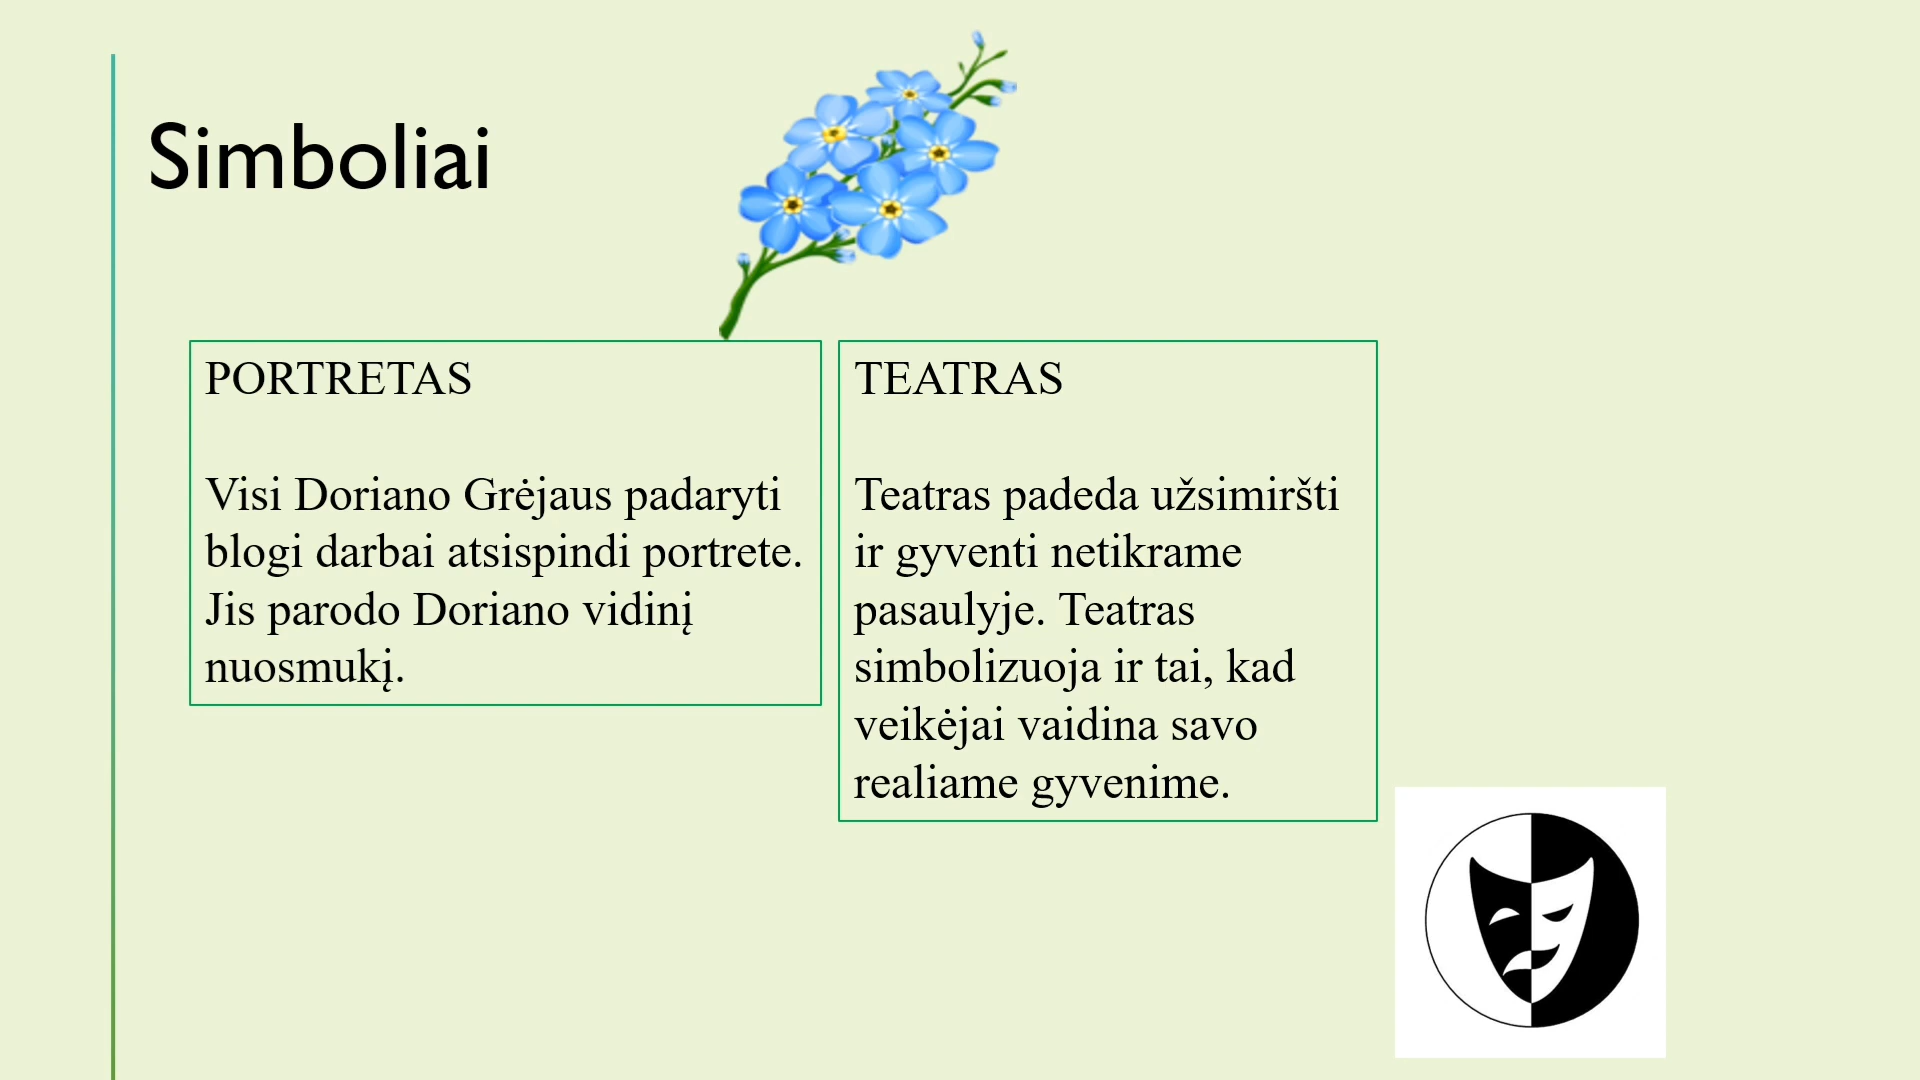 Simboliai
PORTRETAS
Visi Doriano Grėjaus padaryti
blogi darbai atsispindi portrete.
Jis parodo Doriano vidinį
nuosmukį.
TEATRAS
Teatras padeda užsimiršti
ir gyventi netikrame
pasaulyje. Teatras
simbolizuoja ir tai, kad
veikėjai vaidina savo
realiame gyvenime.